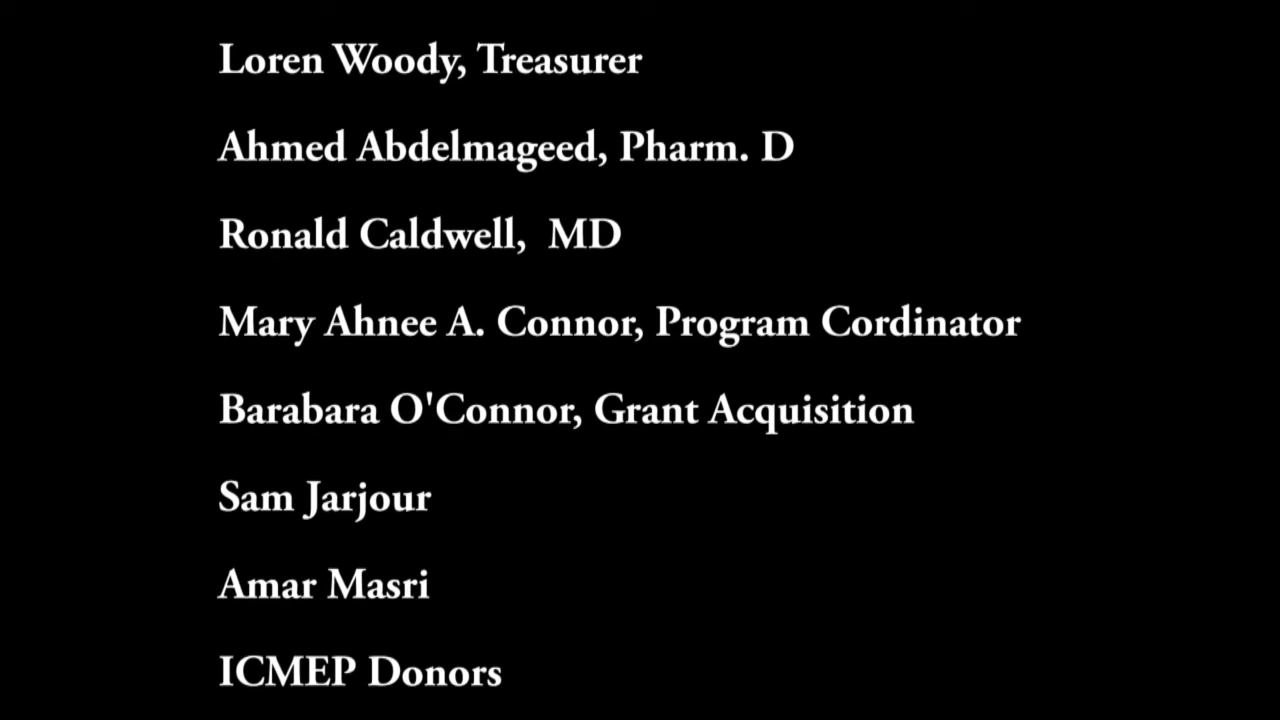 Loren Woody, Treasurer
Ahmed Abdelmageed, Pharm. D
Ronald Caldwell,  MD
Mary Ahnee A. Connor, Program Cordinator
Barabara O'Connor, Grant Acquisition
Sam Jarjour
Amar Masri
ICMEP Donors